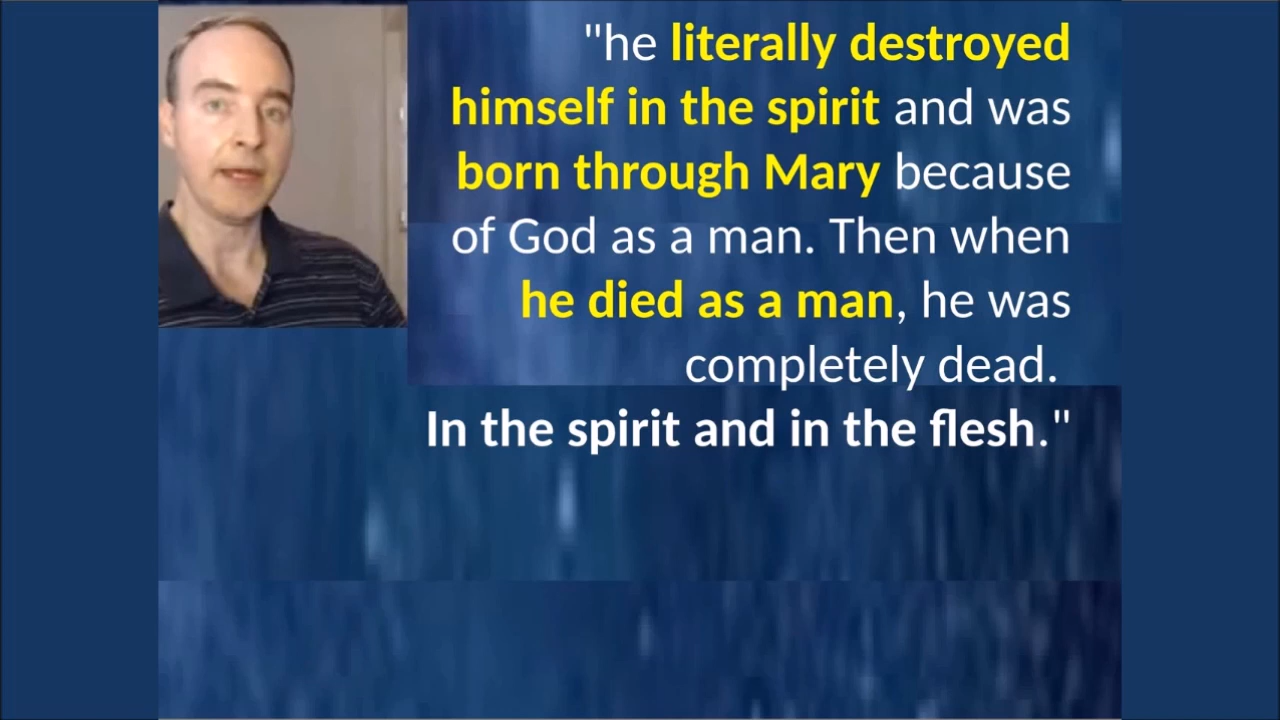 "he literally destroyed
himself in the spirit and was
born through Mary because
of God as a man. Then when
he died as a man, he was
completely dead.
In the spirit and in the flesh."